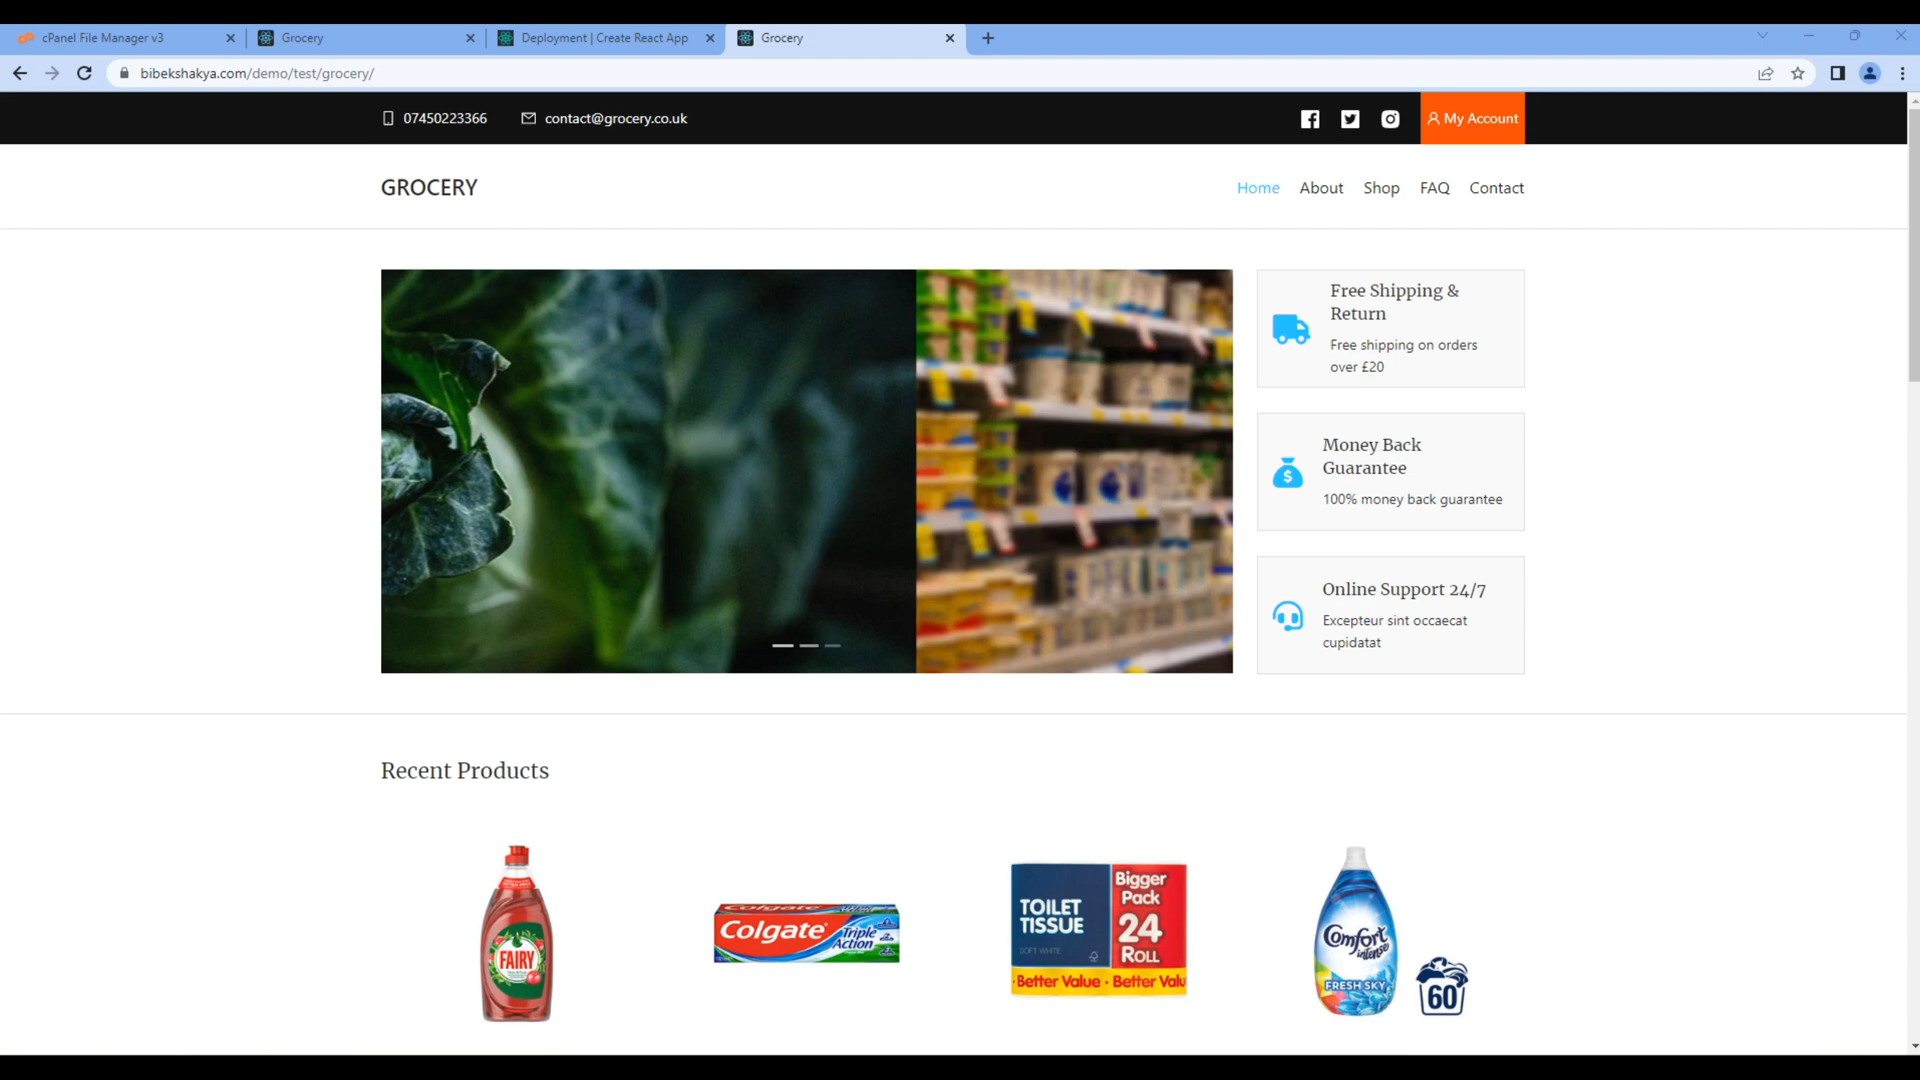 cPanel File Manager v3
Grocery
Deployment | Create React App
Grocery
bibekshakya.com/demo/test/grocery/
07450223366
contact@grocery.co.uk
My Account
GROCERY
Home
About
Shop
FAQ
Contact
Free Shipping &
Return
Free shipping on orders
over £20
Money Back
Guarantee
100% money back guarantee
Online Support 24/7
Excepteur sint occaecat
cupidatat
Recent Products
FAIRY
Colgate
Triple
Action
TOILET
TISSUE
SOFT WHITE
Bigger
Pack
24
ROLL
Better Value · Better Valu
Comfort
intense
FRESH SKY
60